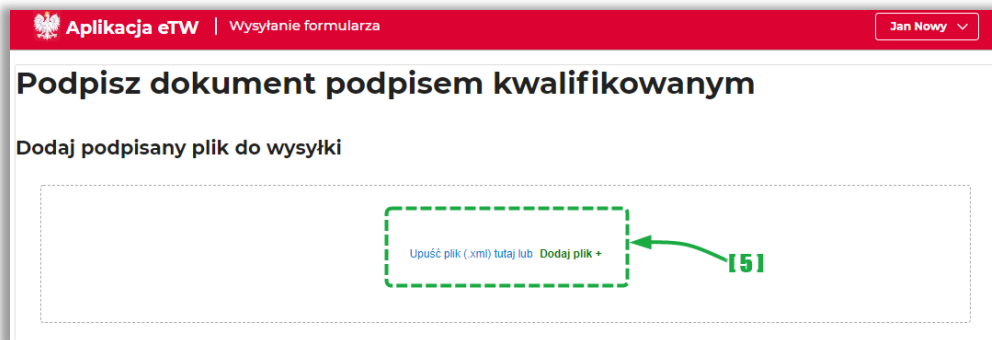 Aplikacja eTW | Wysyłanie formularza Jan Nowy
Podpisz dokument podpisem kwalifikowanym
Dodaj podpisany plik do wysyłki
Upuść plik (.xml) tutaj lub Dodaj plik +
[5]